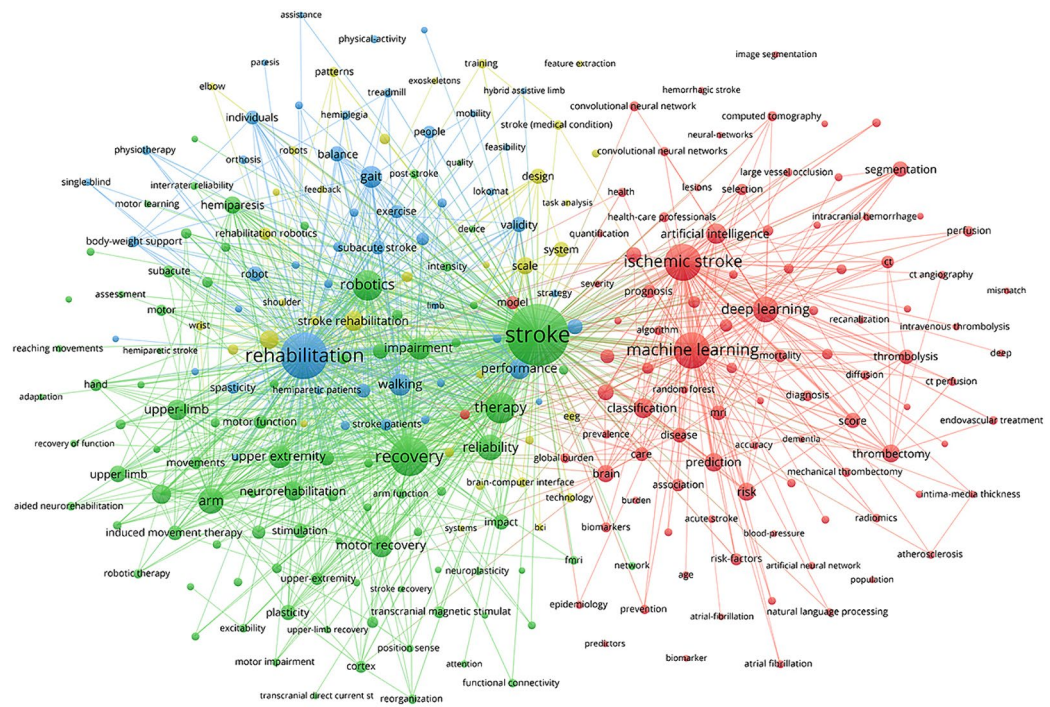 assistance
physical-activity
image segmentation
paresis
patterns
training
feature extraction
elbow
exoskeletons
treadmill
hybrid assistive limb
hemorrhagic stroke
convolutional neural network
individuals
hemiplegia
mobility
computed tomography
people
stroke (medical condition)
neural-networks
physiotherapy
orthosis
robots
balance
feasibility
convolutional neural networks
quality
post-stroke
large vessel occlusion
segmentation
single-blind
interrater reliability
feedback
gait
lokomat
design
health
lesions
selection
motor learning
hemiparesis
exercise
task analysis
health-care professionals
intracranial hemorrhage
rehabilitation robotics
device
validity
quantification
artificial intelligence
perfusion
body-weight support
subacute stroke
system
subacute
robot
intensity
scale
ischemic stroke
ct
ct angiography
robotics
severity
prognosis
mismatch
assessment
shoulder
limb
model
strategy
motor
deep learning
recanalization
wrist
stroke rehabilitation
stroke
algorithm
intravenous thrombolysis
reaching movements
hemiparetic stroke
rehabilitation
impairment
machine learning
mortality
thrombolysis
deep
performance
hand
spasticity
hemiparetic patients
walking
random forest
diffusion
ct perfusion
adaptation
diagnosis
upper-limb
therapy
classification
mri
motor function
stroke patients
eeg
score
endovascular treatment
recovery of function
prevalence
disease
accuracy
dementia
reliability
movements
upper extremity
recovery
global burden
care
thrombectomy
prediction
upper limb
brain
mechanical thrombectomy
brain-computer interface
association
neurorehabilitation
arm function
risk
intima-media thickness
arm
technology
burden
aided neurorehabilitation
impact
acute stroke
radiomics
systems
bci
biomarkers
induced movement therapy
stimulation
blood-pressure
motor recovery
atherosclerosis
risk-factors
fmri
network
artificial neural network
robotic therapy
neuroplasticity
age
population
upper-extremity
stroke recovery
epidemiology
prevention
plasticity
transcranial magnetic stimulat
atrial-fibrillation
natural language processing
excitability
upper-limb recovery
predictors
position sense
biomarker
motor impairment
cortex
attention
atrial fibrillation
functional connectivity
transcranial direct current st
reorganization